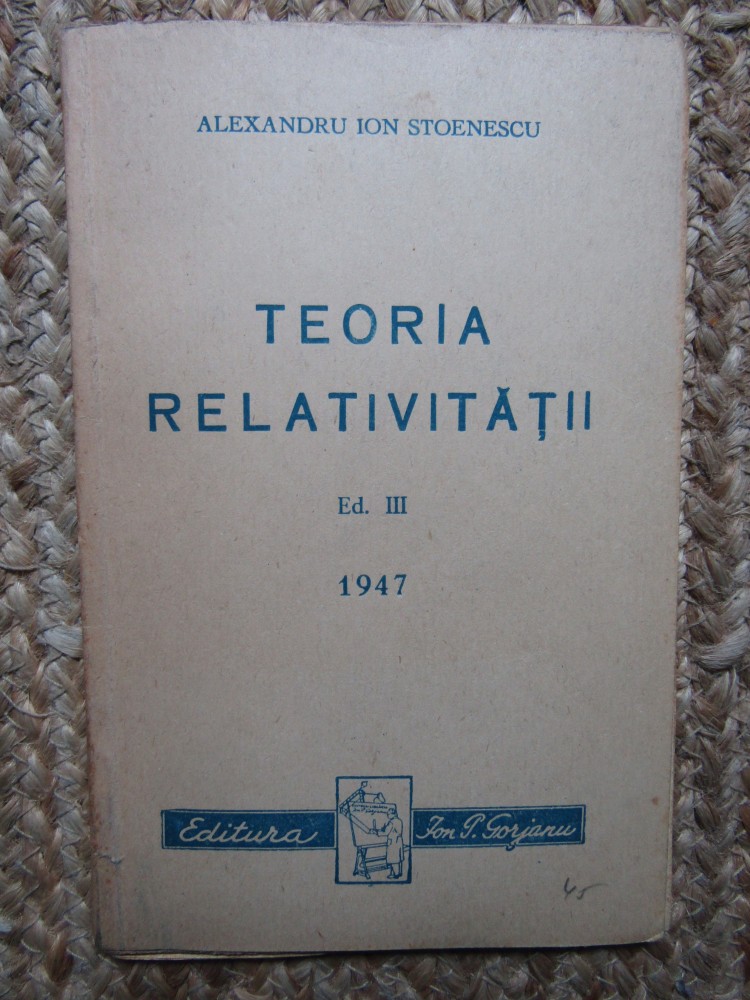 ALEXANDRU ION STOENESCU
TEORIA
RELATIVITĂȚII
Ed. III
1947
Editura Ion P. Gorjanu
45